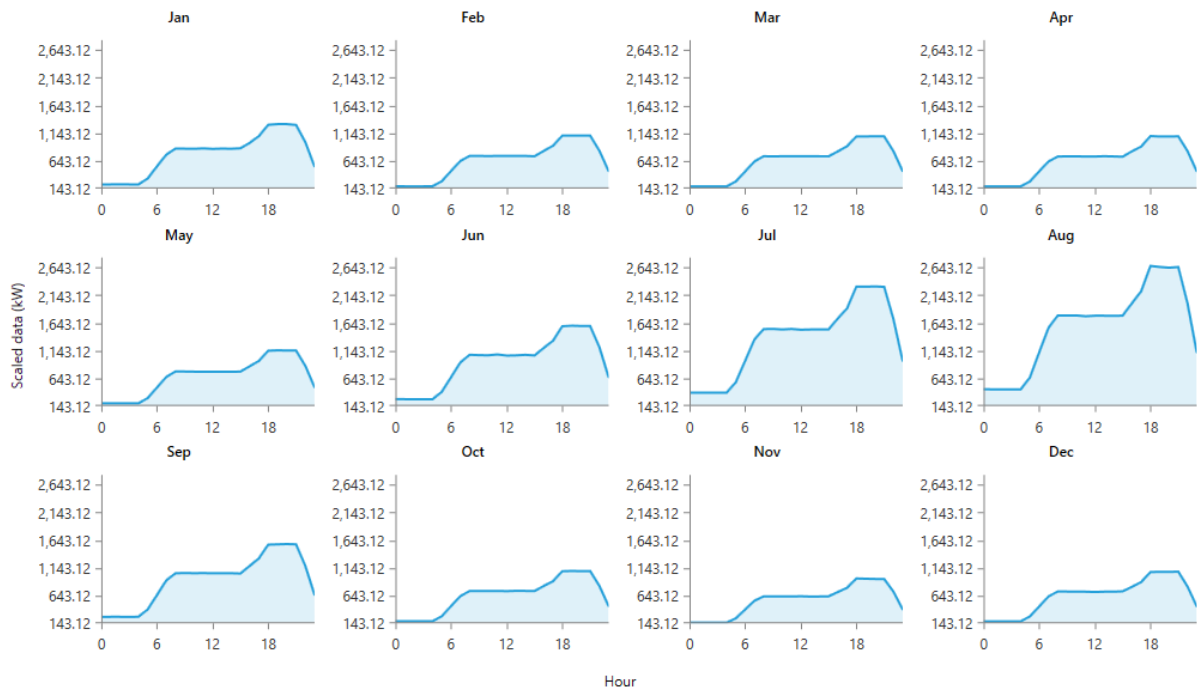 Jan Feb Mar Apr
2,643.12 2,643.12 2,643.12 2,643.12
2,143.12 2,143.12 2,143.12 2,143.12
1,643.12 1,643.12 1,643.12 1,643.12
1,143.12 1,143.12 1,143.12 1,143.12
643.12 643.12 643.12 643.12
143.12 143.12 143.12 143.12
0 6 12 18 0 6 12 18 0 6 12 18 0 6 12 18
May Jun Jul Aug
Scaled data (kW)
2,643.12 2,643.12 2,643.12 2,643.12
2,143.12 2,143.12 2,143.12 2,143.12
1,643.12 1,643.12 1,643.12 1,643.12
1,143.12 1,143.12 1,143.12 1,143.12
643.12 643.12 643.12 643.12
143.12 143.12 143.12 143.12
0 6 12 18 0 6 12 18 0 6 12 18 0 6 12 18
Sep Oct Nov Dec
2,643.12 2,643.12 2,643.12 2,643.12
2,143.12 2,143.12 2,143.12 2,143.12
1,643.12 1,643.12 1,643.12 1,643.12
1,143.12 1,143.12 1,143.12 1,143.12
643.12 643.12 643.12 643.12
143.12 143.12 143.12 143.12
0 6 12 18 0 6 12 18 0 6 12 18 0 6 12 18
Hour